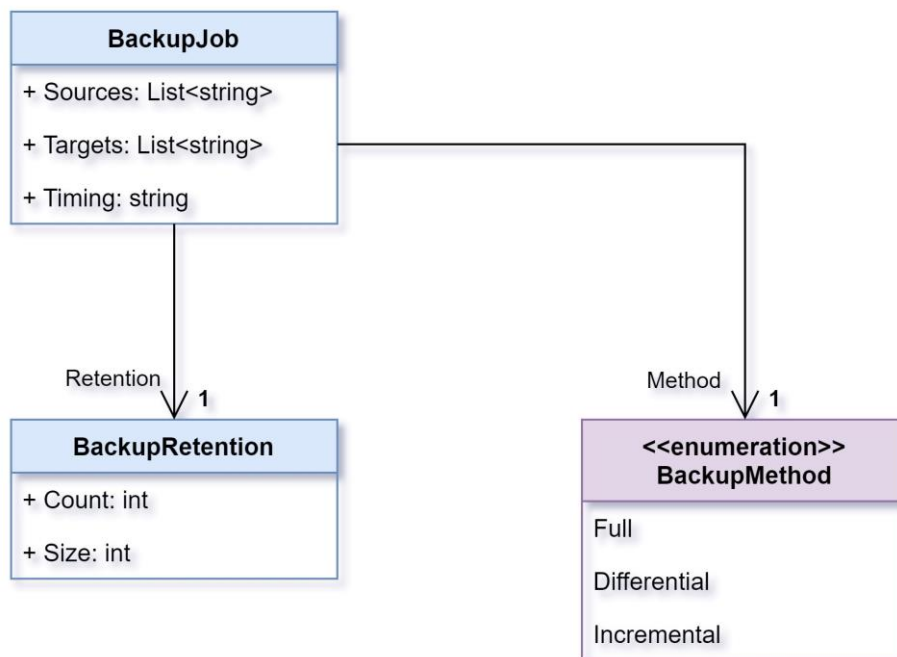 BackupJob
+ Sources: List<string>
+ Targets: List<string>
+ Timing: string
Retention
1
Method
1
BackupRetention
+ Count: int
+ Size: int
<<enumeration>>
BackupMethod
Full
Differential
Incremental